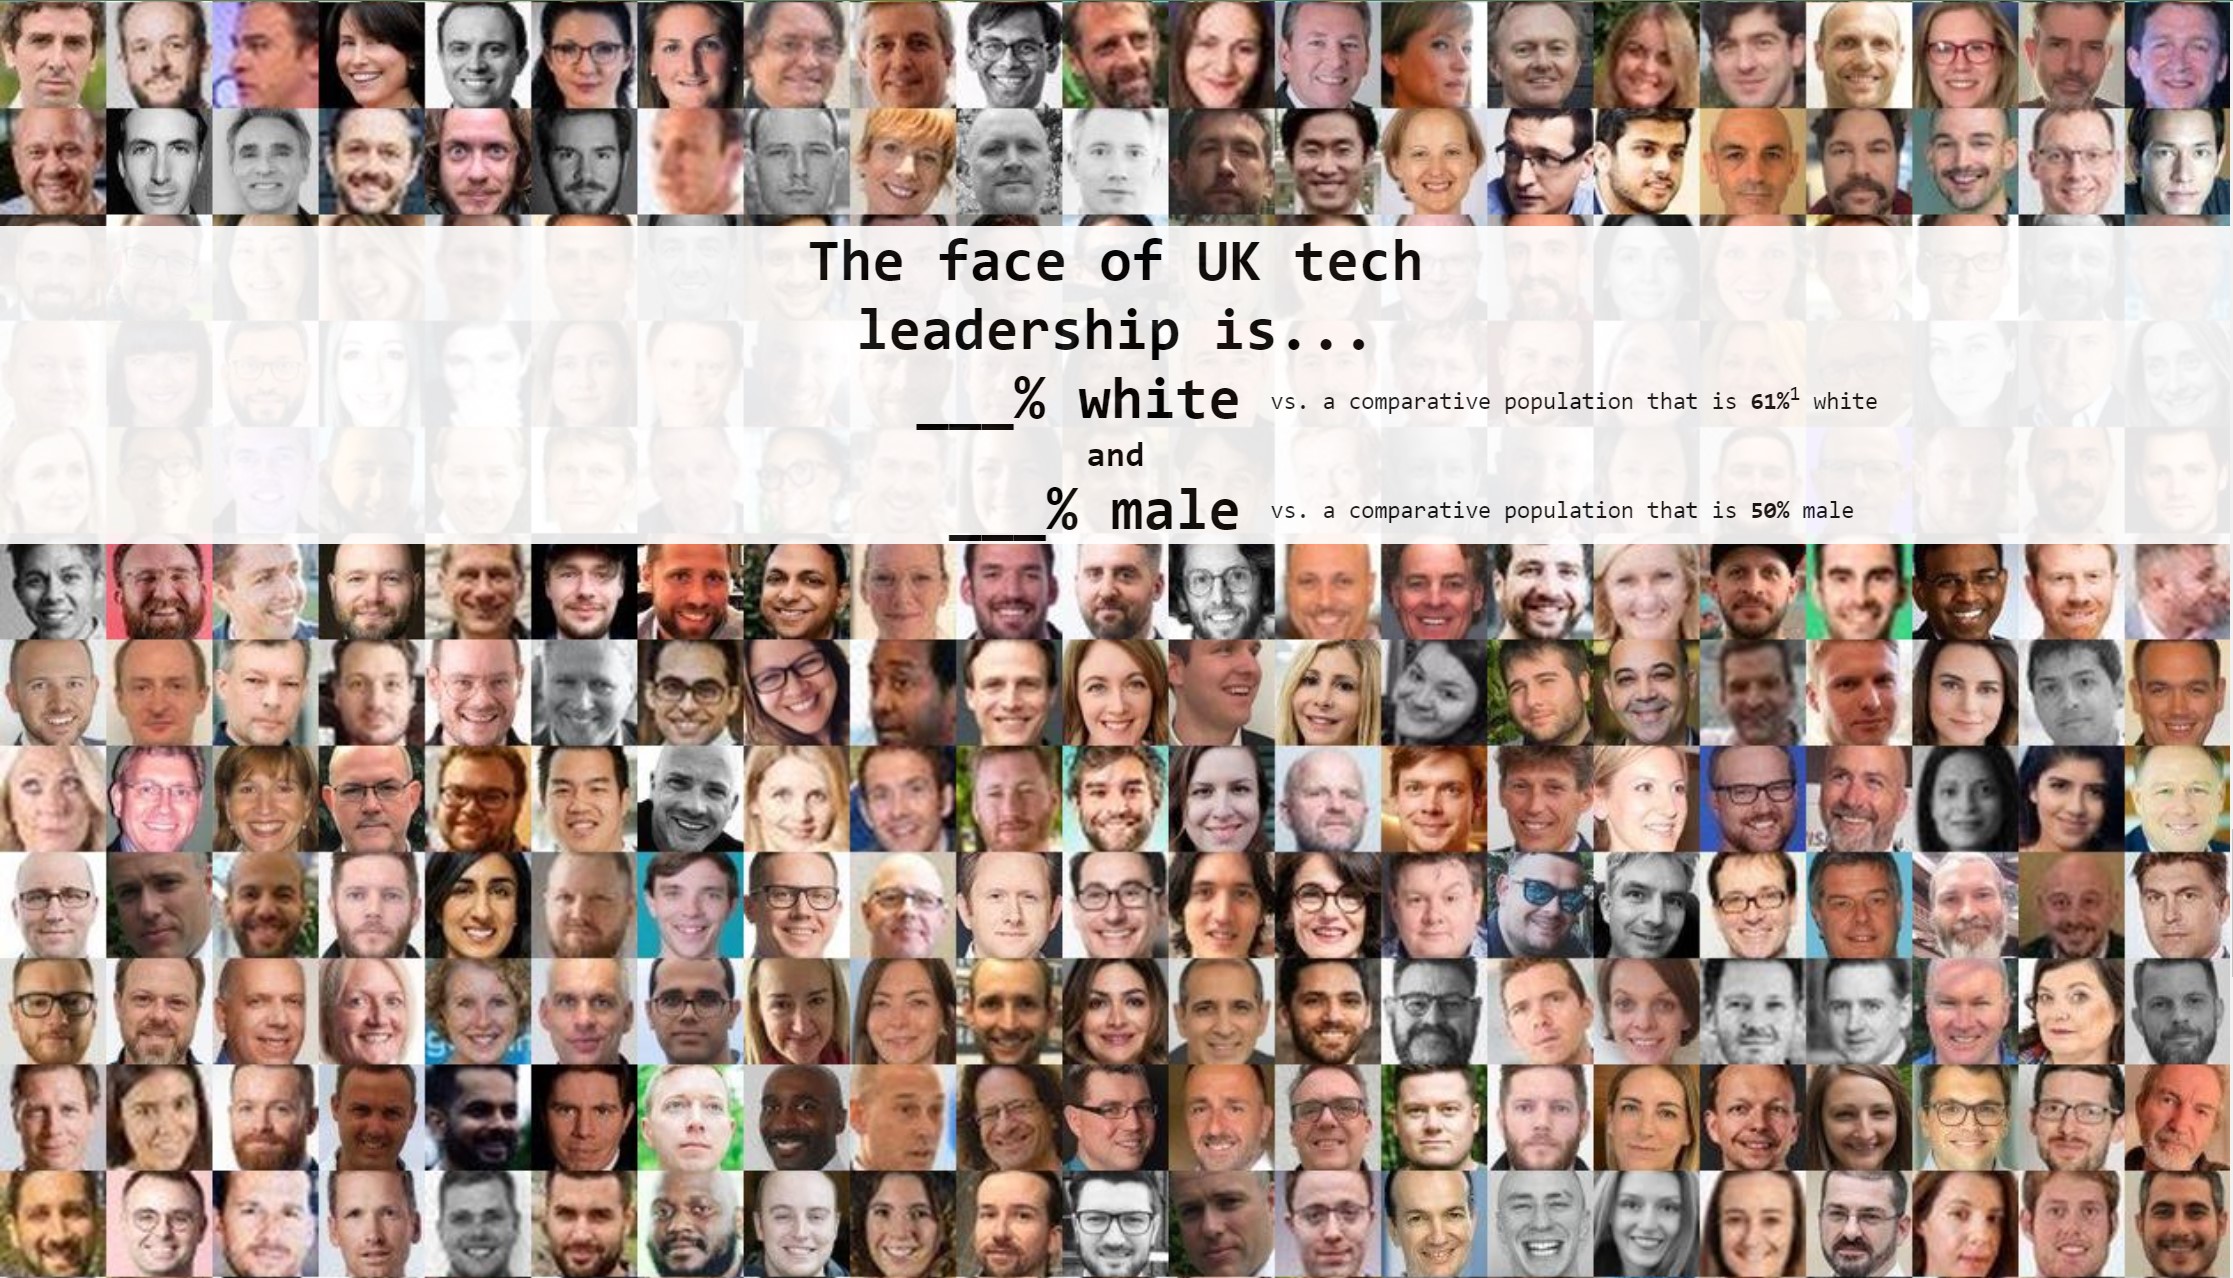 The face of UK tech
leadership is...
___% white vs. a comparative population that is 61%¹ white
and
___% male vs. a comparative population that is 50% male